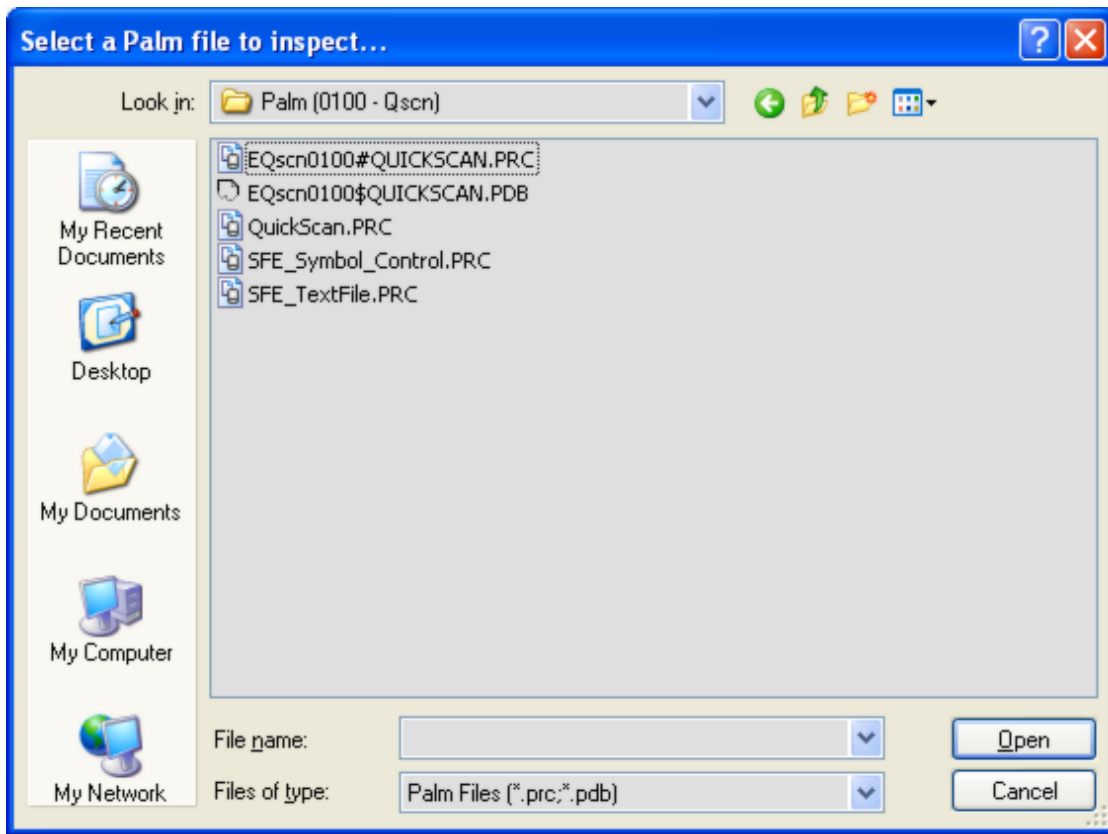 Select a Palm file to inspect...
Look in:
Palm (0100 - Qscn)
My Recent
Documents
Desktop
My Documents
My Computer
My Network
EQscn0100#QUICKSCAN.PRC
EQscn0100$QUICKSCAN.PDB
QuickScan.PRC
SFE_Symbol_Control.PRC
SFE_TextFile.PRC
File name:
Open
Files of type:
Palm Files (*.prc;*.pdb)
Cancel